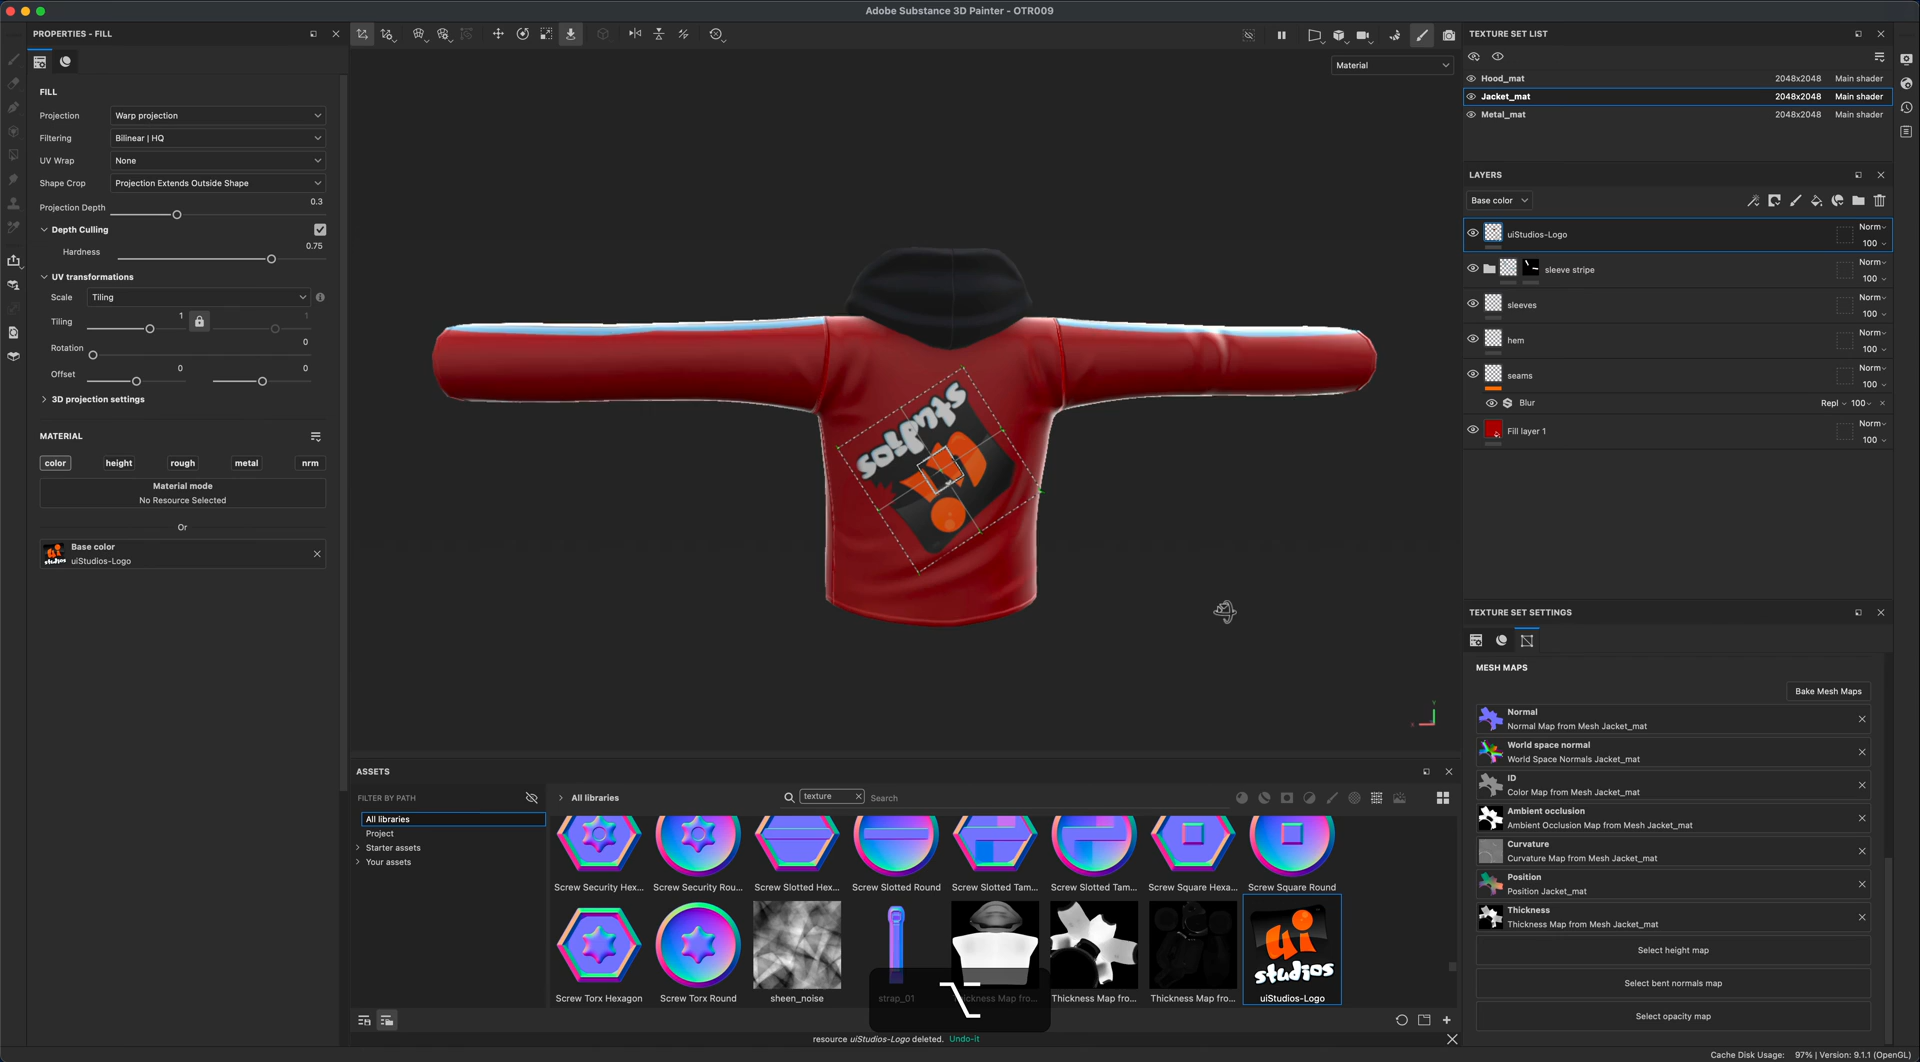 Adobe Substance 3D Painter - OTR009
PROPERTIES - FILL
FILL
Projection
Warp projection
Filtering
Bilinear | HQ
UV Wrap
None
Shape Crop
Projection Extends Outside Shape
Projection Depth
0.3
Depth Culling
Hardness
0.75
UV transformations
Scale
Tiling
Tiling
1
1
Rotation
0
Offset
0
0
3D projection settings
MATERIAL
color
height
rough
metal
nrm
Material mode
No Resource Selected
Or
Base color
uiStudios-Logo
Material
studios
ui
TEXTURE SET LIST
Hood_mat
2048x2048
Main shader
Jacket_mat
2048x2048
Main shader
Metal_mat
2048x2048
Main shader
LAYERS
Base color
uiStudios-Logo
Norm
100
sleeve stripe
Norm
100
sleeves
Norm
100
hem
Norm
100
seams
Norm
100
Blur
Repl
100
Fill layer 1
Norm
100
TEXTURE SET SETTINGS
MESH MAPS
Bake Mesh Maps
Normal
Normal Map from Mesh Jacket_mat
World space normal
World Space Normals Jacket_mat
ID
Color Map from Mesh Jacket_mat
Ambient occlusion
Ambient Occlusion Map from Mesh Jacket_mat
Curvature
Curvature Map from Mesh Jacket_mat
Position
Position Jacket_mat
Thickness
Thickness Map from Mesh Jacket_mat
Select height map
Select bent normals map
Select opacity map
ASSETS
FILTER BY PATH
All libraries
Project
Starter assets
Your assets
All libraries
texture
Search
Screw Security Hex...
Screw Security Rou...
Screw Slotted Hex...
Screw Slotted Round
Screw Slotted Tam...
Screw Slotted Tam...
Screw Square Hexa...
Screw Square Round
Screw Torx Hexagon
Screw Torx Round
sheen_noise
strap_01
Thickness Map fro...
Thickness Map fro...
Thickness Map fro...
ui
studios
uiStudios-Logo
resource uiStudios-Logo deleted. Undo-it
Cache Disk Usage: 97% | Version: 9.1.1 (OpenGL)